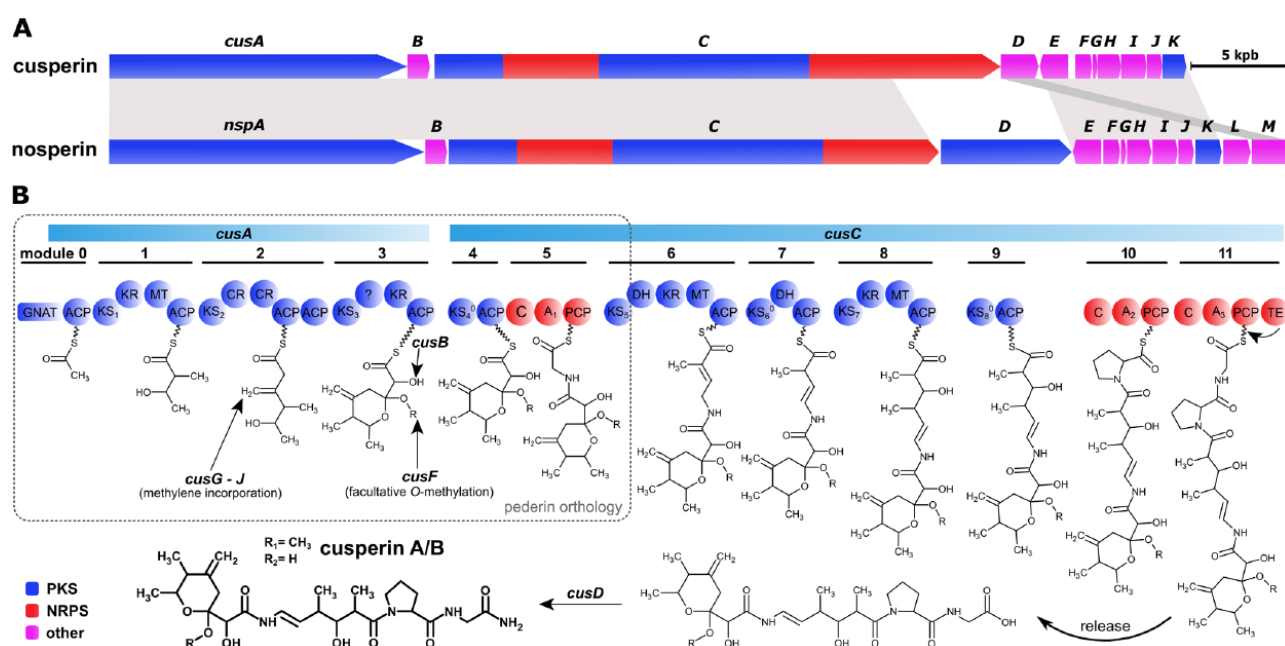 A
cusA B C D E F G H I J K
cusperin
5 kpb
nspA B C D E F G H I J K L M
nosperin
B
cusA cusC
module 0 1 2 3 4 5 6 7 8 9 10 11
GNAT ACP KS1 KR MT ACP KS2 CR CR ACP ACP KS3 ? KR ACP KS4⁰ ACP C A1 PCP KS5 DH KR MT ACP KS6⁰ DH ACP KS7 KR MT ACP KS8⁰ ACP C A2 PCP C A3 PCP TE
cusB
cusG - J
(methylene incorporation)
cusF
(facultative O-methylation)
pederin orthology
R1= CH3
R2= H
cusperin A/B
PKS
NRPS
other
cusD
release